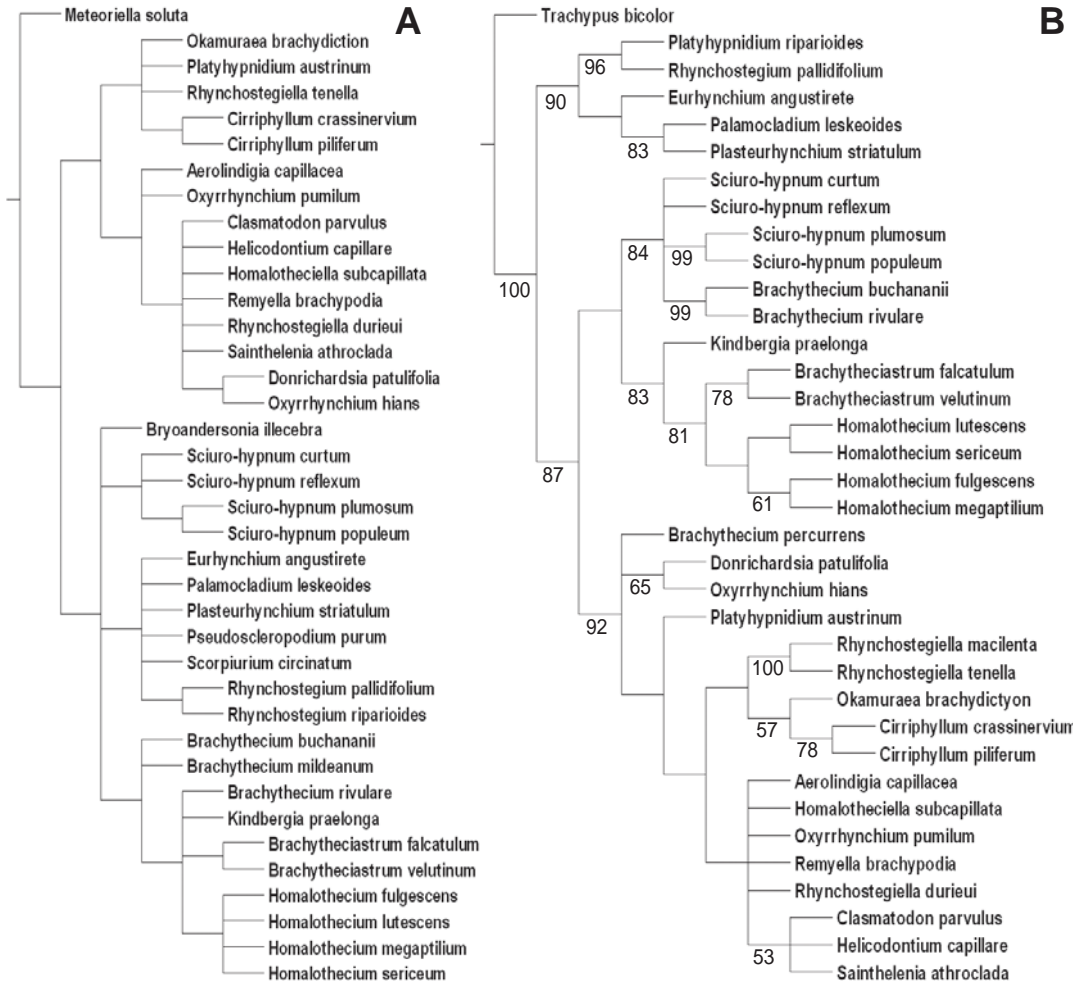 A
Meteoriella soluta
Okamuraea brachydiction
Platyhypnidium austrinum
Rhynchostegiella tenella
Cirriphyllum crassinervium
Cirriphyllum piliferum
Aerolindigia capillacea
Oxyrrhynchium pumilum
Clasmatodon parvulus
Helicodontium capillare
Homalotheciella subcapillata
Remyella brachypodia
Rhynchostegiella durieui
Sainthelenia athroclada
Donrichardsia patulifolia
Oxyrrhynchium hians
Bryoandersonia illecebra
Sciuro-hypnum curtum
Sciuro-hypnum reflexum
Sciuro-hypnum plumosum
Sciuro-hypnum populeum
Eurhynchium angustirete
Palamocladium leskeoides
Plasteurhynchium striatulum
Pseudoscleropodium purum
Scorpiurium circinatum
Rhynchostegium pallidifolium
Rhynchostegium riparioides
Brachythecium buchananii
Brachythecium mildeanum
Brachythecium rivulare
Kindbergia praelonga
Brachytheciastrum falcatulum
Brachytheciastrum velutinum
Homalothecium fulgescens
Homalothecium lutescens
Homalothecium megaptilium
Homalothecium sericeum
B
Trachypus bicolor
Platyhypnidium riparioides
96
Rhynchostegium pallidifolium
Eurhynchium angustirete
90
Palamocladium leskeoides
83
Plasteurhynchium striatulum
Sciuro-hypnum curtum
Sciuro-hypnum reflexum
Sciuro-hypnum plumosum
84
99
Sciuro-hypnum populeum
100
Brachythecium buchananii
99
Brachythecium rivulare
Kindbergia praelonga
Brachytheciastrum falcatulum
83
78
Brachytheciastrum velutinum
81
Homalothecium lutescens
Homalothecium sericeum
87
Homalothecium fulgescens
61
Homalothecium megaptilium
Brachythecium percurrens
Donrichardsia patulifolia
65
Oxyrrhynchium hians
92
Platyhypnidium austrinum
Rhynchostegiella macilenta
100
Rhynchostegiella tenella
Okamuraea brachydictyon
57
Cirriphyllum crassinervium
78
Cirriphyllum piliferum
Aerolindigia capillacea
Homalotheciella subcapillata
Oxyrrhynchium pumilum
Remyella brachypodia
Rhynchostegiella durieui
Clasmatodon parvulus
Helicodontium capillare
53
Sainthelenia athroclada